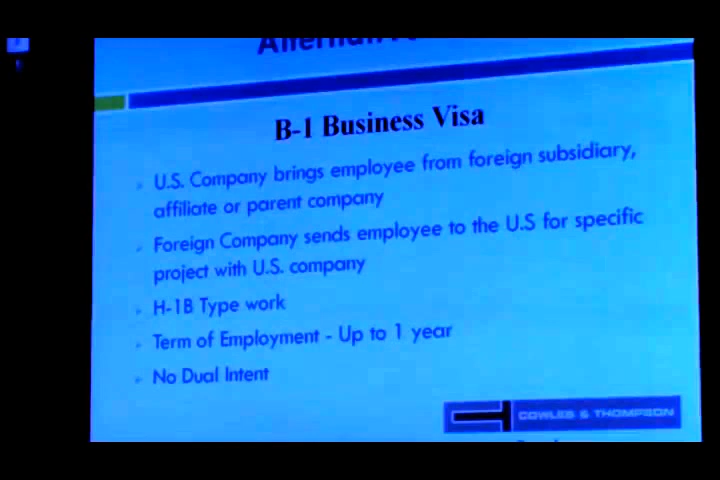 B-1 Business Visa
U.S. Company brings employee from foreign subsidiary,
affiliate or parent company
Foreign Company sends employee to the U.S for specific
project with U.S. company
H-1B Type work
Term of Employment - Up to 1 year
No Dual Intent
COWLES & THOMPSON